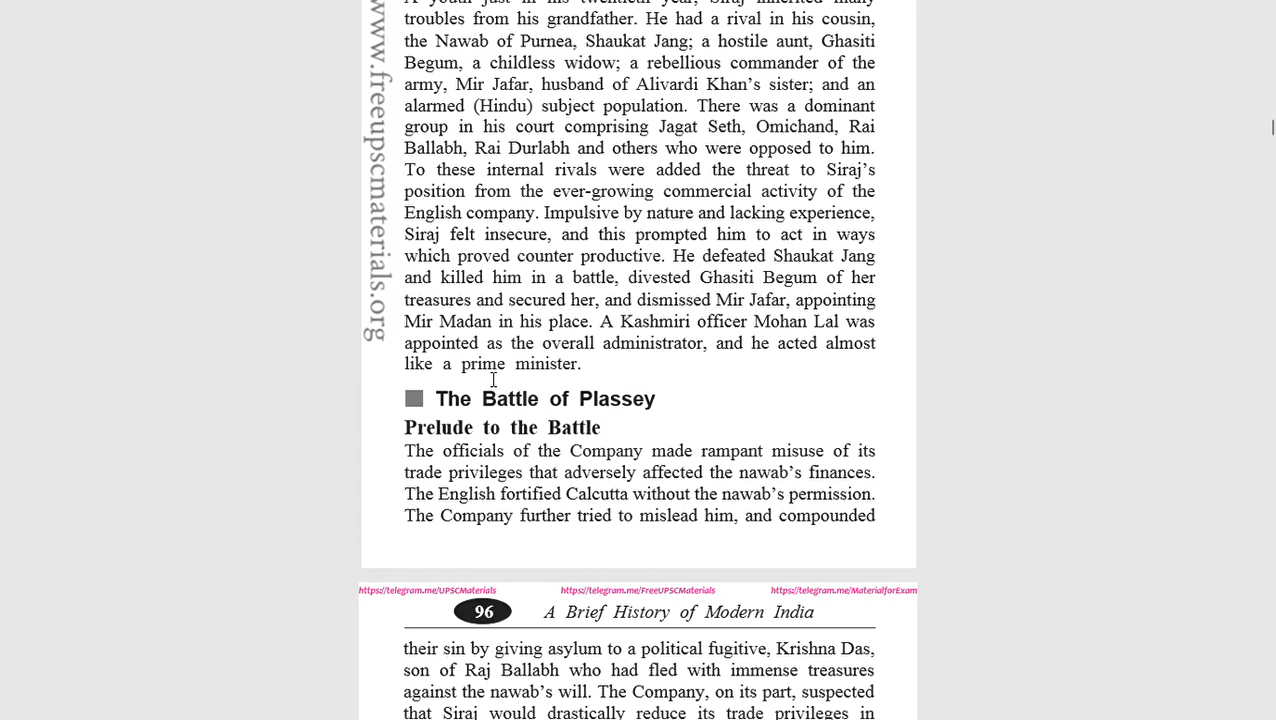 A youth just in his twentieth year, Siraj inherited many
troubles from his grandfather. He had a rival in his cousin,
the Nawab of Purnea, Shaukat Jang; a hostile aunt, Ghasiti
Begum, a childless widow; a rebellious commander of the
army, Mir Jafar, husband of Alivardi Khan’s sister; and an
alarmed (Hindu) subject population. There was a dominant
group in his court comprising Jagat Seth, Omichand, Rai
Ballabh, Rai Durlabh and others who were opposed to him.
To these internal rivals were added the threat to Siraj’s
position from the ever-growing commercial activity of the
English company. Impulsive by nature and lacking experience,
Siraj felt insecure, and this prompted him to act in ways
which proved counter productive. He defeated Shaukat Jang
and killed him in a battle, divested Ghasiti Begum of her
treasures and secured her, and dismissed Mir Jafar, appointing
Mir Madan in his place. A Kashmiri officer Mohan Lal was
appointed as the overall administrator, and he acted almost
like a prime minister.
The Battle of Plassey
Prelude to the Battle
The officials of the Company made rampant misuse of its
trade privileges that adversely affected the nawab’s finances.
The English fortified Calcutta without the nawab’s permission.
The Company further tried to mislead him, and compounded
www.freeupscmaterials.org
https://telegram.me/UPSCMaterials https://telegram.me/FreeUPSCMaterials https://telegram.me/MaterialforExam
96 A Brief History of Modern India
their sin by giving asylum to a political fugitive, Krishna Das,
son of Raj Ballabh who had fled with immense treasures
against the nawab’s will. The Company, on its part, suspected
that Siraj would drastically reduce its trade privileges in